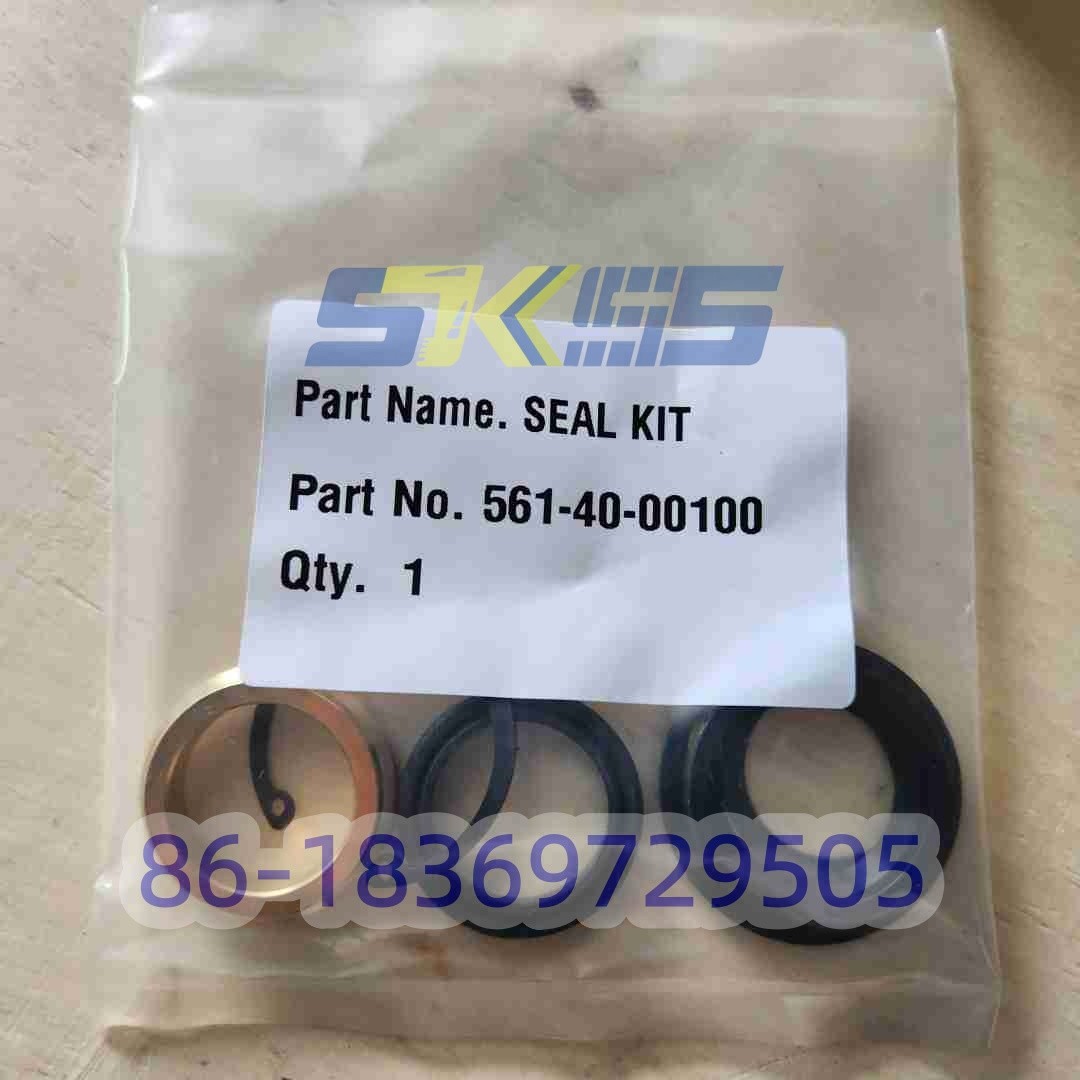 SKSS
Part Name. SEAL KIT
Part No. 561-40-00100
Qty. 1
86-18369729505